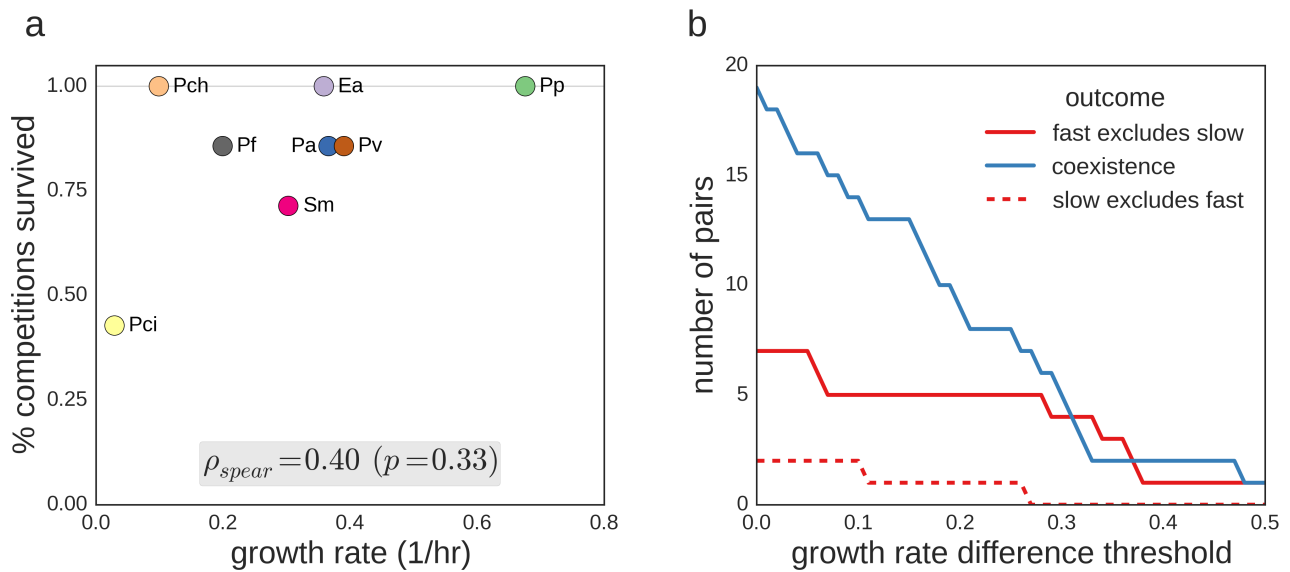 a
% competitions survived
1.00
0.75
0.50
0.25
0.00
Pch
Ea
Pp
Pf
Pa
Pv
Sm
Pci
ρspear=0.40 (p=0.33)
0.0 0.2 0.4 0.6 0.8
growth rate (1/hr)
b
number of pairs
20
15
10
5
0
outcome
fast excludes slow
coexistence
slow excludes fast
0.0 0.1 0.2 0.3 0.4 0.5
growth rate difference threshold